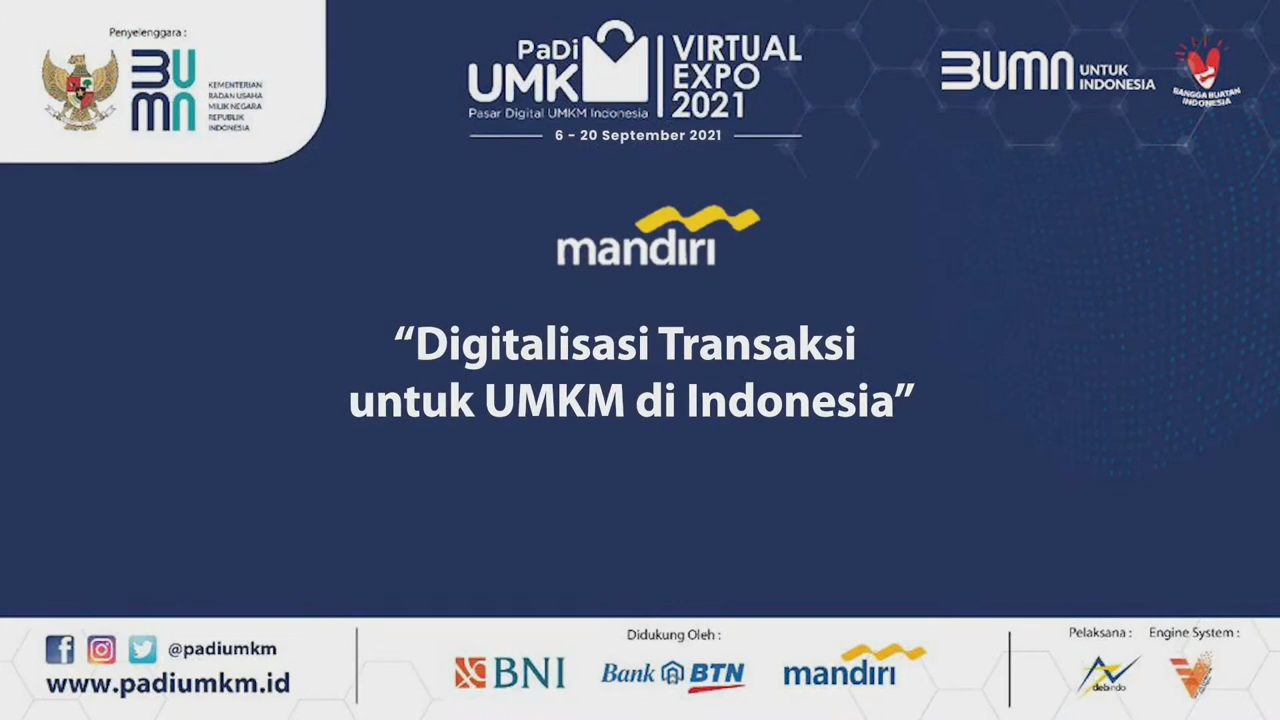 Penyelenggara :
BUMN
KEMENTERIAN
BADAN USAHA
MILIK NEGARA
REPUBLIK
INDONESIA
PaDi
UMKM
Pasar Digital UMKM Indonesia
VIRTUAL
EXPO
2021
6 - 20 September 2021
BUMN UNTUK
INDONESIA
BANGGA BUATAN
INDONESIA
mandiri
“Digitalisasi Transaksi
untuk UMKM di Indonesia”
@padiumkm
www.padiumkm.id
Didukung Oleh :
BNI
Bank BTN
mandiri
Pelaksana :
debindo
Engine System :